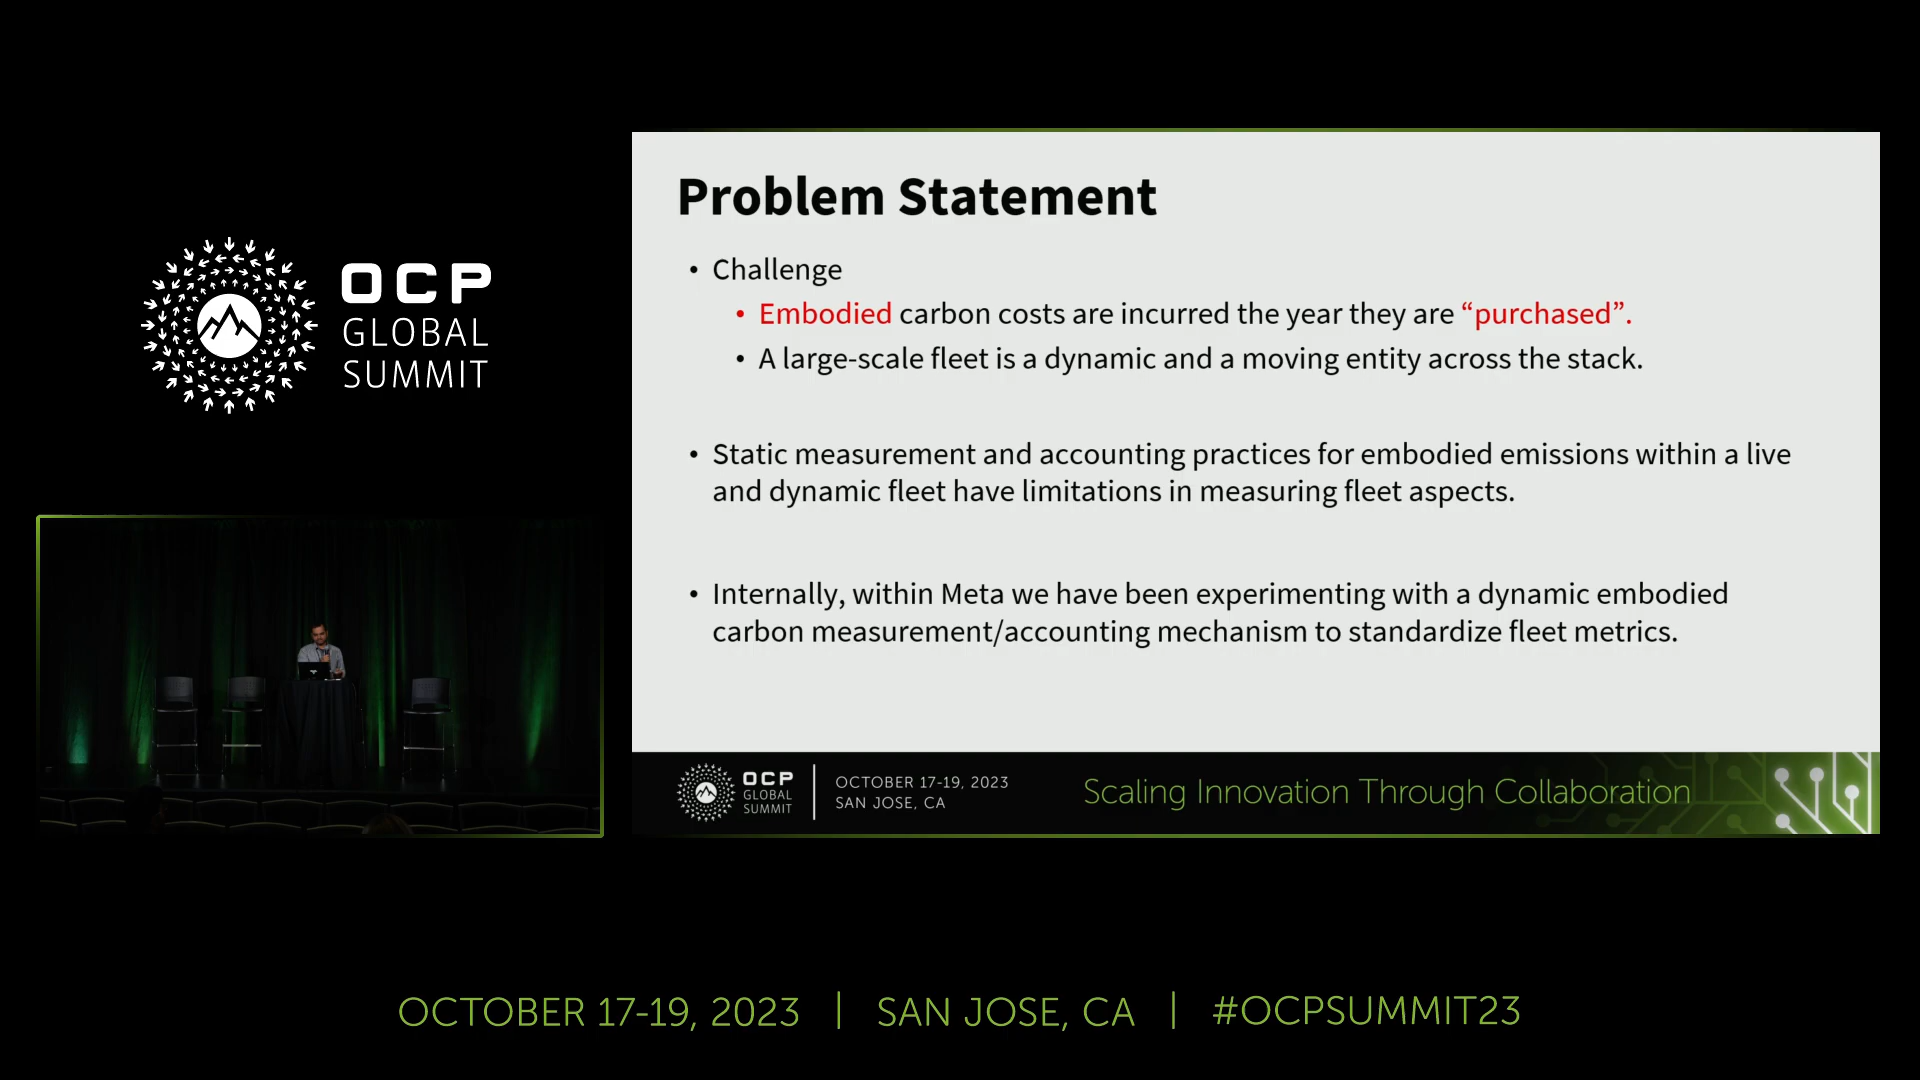 OCP
GLOBAL
SUMMIT
Problem Statement
• Challenge
• Embodied carbon costs are incurred the year they are “purchased”.
• A large-scale fleet is a dynamic and a moving entity across the stack.
• Static measurement and accounting practices for embodied emissions within a live
and dynamic fleet have limitations in measuring fleet aspects.
• Internally, within Meta we have been experimenting with a dynamic embodied
carbon measurement/accounting mechanism to standardize fleet metrics.
OCP
GLOBAL
SUMMIT
OCTOBER 17-19, 2023
SAN JOSE, CA
Scaling Innovation Through Collaboration
OCTOBER 17-19, 2023 | SAN JOSE, CA | #OCPSUMMIT23